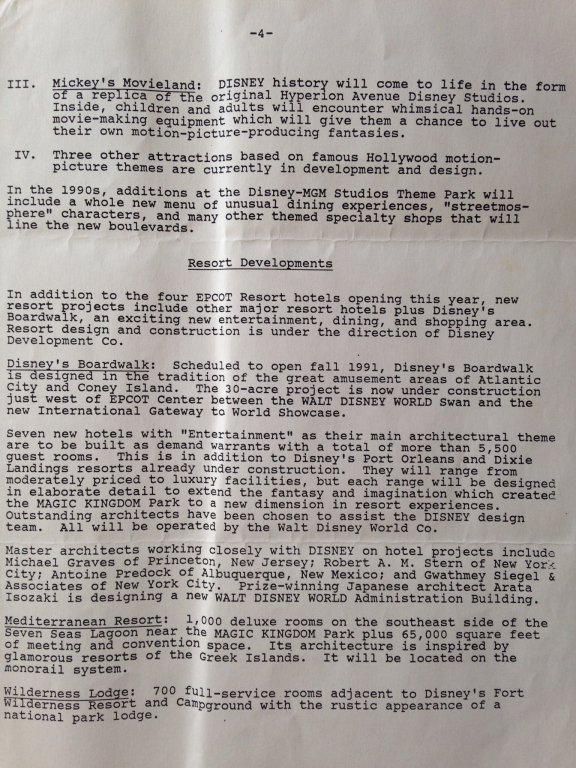 -4-
III. Mickey's Movieland: DISNEY history will come to life in the form
of a replica of the original Hyperion Avenue Disney Studios.
Inside, children and adults will encounter whimsical hands-on
movie-making equipment which will give them a chance to live out
their own motion-picture-producing fantasies.
IV. Three other attractions based on famous Hollywood motion-
picture themes are currently in development and design.
In the 1990s, additions at the Disney-MGM Studios Theme Park will
include a whole new menu of unusual dining experiences, "streetmos-
phere" characters, and many other themed specialty shops that will
line the new boulevards.
Resort Developments
In addition to the four EPCOT Resort hotels opening this year, new
resort projects include other major resort hotels plus Disney's
Boardwalk, an exciting new entertainment, dining, and shopping area.
Resort design and construction is under the direction of Disney
Development Co.
Disney's Boardwalk: Scheduled to open fall 1991, Disney's Boardwalk
is designed in the tradition of the great amusement areas of Atlantic
City and Coney Island. The 30-acre project is now under construction
just west of EPCOT Center between the WALT DISNEY WORLD Swan and the
new International Gateway to World Showcase.
Seven new hotels with "Entertainment" as their main architectural theme
are to be built as demand warrants with a total of more than 5,500
guest rooms. This is in addition to Disney's Port Orleans and Dixie
Landings resorts already under construction. They will range from
moderately priced to luxury facilities, but each range will be designed
in elaborate detail to extend the fantasy and imagination which created
the MAGIC KINGDOM Park to a new dimension in resort experiences.
Outstanding architects have been chosen to assist the DISNEY design
team. All will be operated by the Walt Disney World Co.
Master architects working closely with DISNEY on hotel projects include
Michael Graves of Princeton, New Jersey; Robert A. M. Stern of New York
City; Antoine Predock of Albuquerque, New Mexico; and Gwathmey Siegel &
Associates of New York City. Prize-winning Japanese architect Arata
Isozaki is designing a new WALT DISNEY WORLD Administration Building.
Mediterranean Resort: 1,000 deluxe rooms on the southeast side of the
Seven Seas Lagoon near the MAGIC KINGDOM Park plus 65,000 square feet
of meeting and convention space. Its architecture is inspired by
glamorous resorts of the Greek Islands. It will be located on the
monorail system.
Wilderness Lodge: 700 full-service rooms adjacent to Disney's Fort
Wilderness Resort and Campground with the rustic appearance of a
national park lodge.